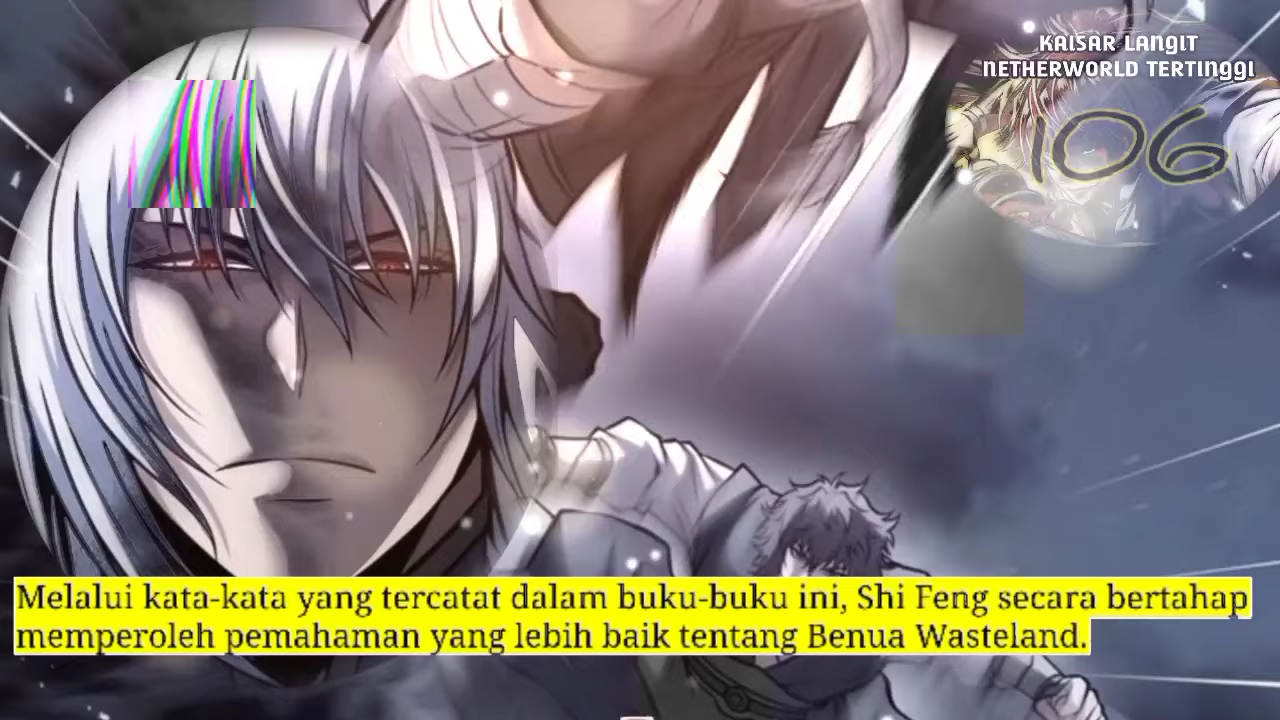 KAISAR LANGIT
NETHERWORLD TERTINGGI
106
Melalui kata-kata yang tercatat dalam buku-buku ini, Shi Feng secara bertahap
memperoleh pemahaman yang lebih baik tentang Benua Wasteland.